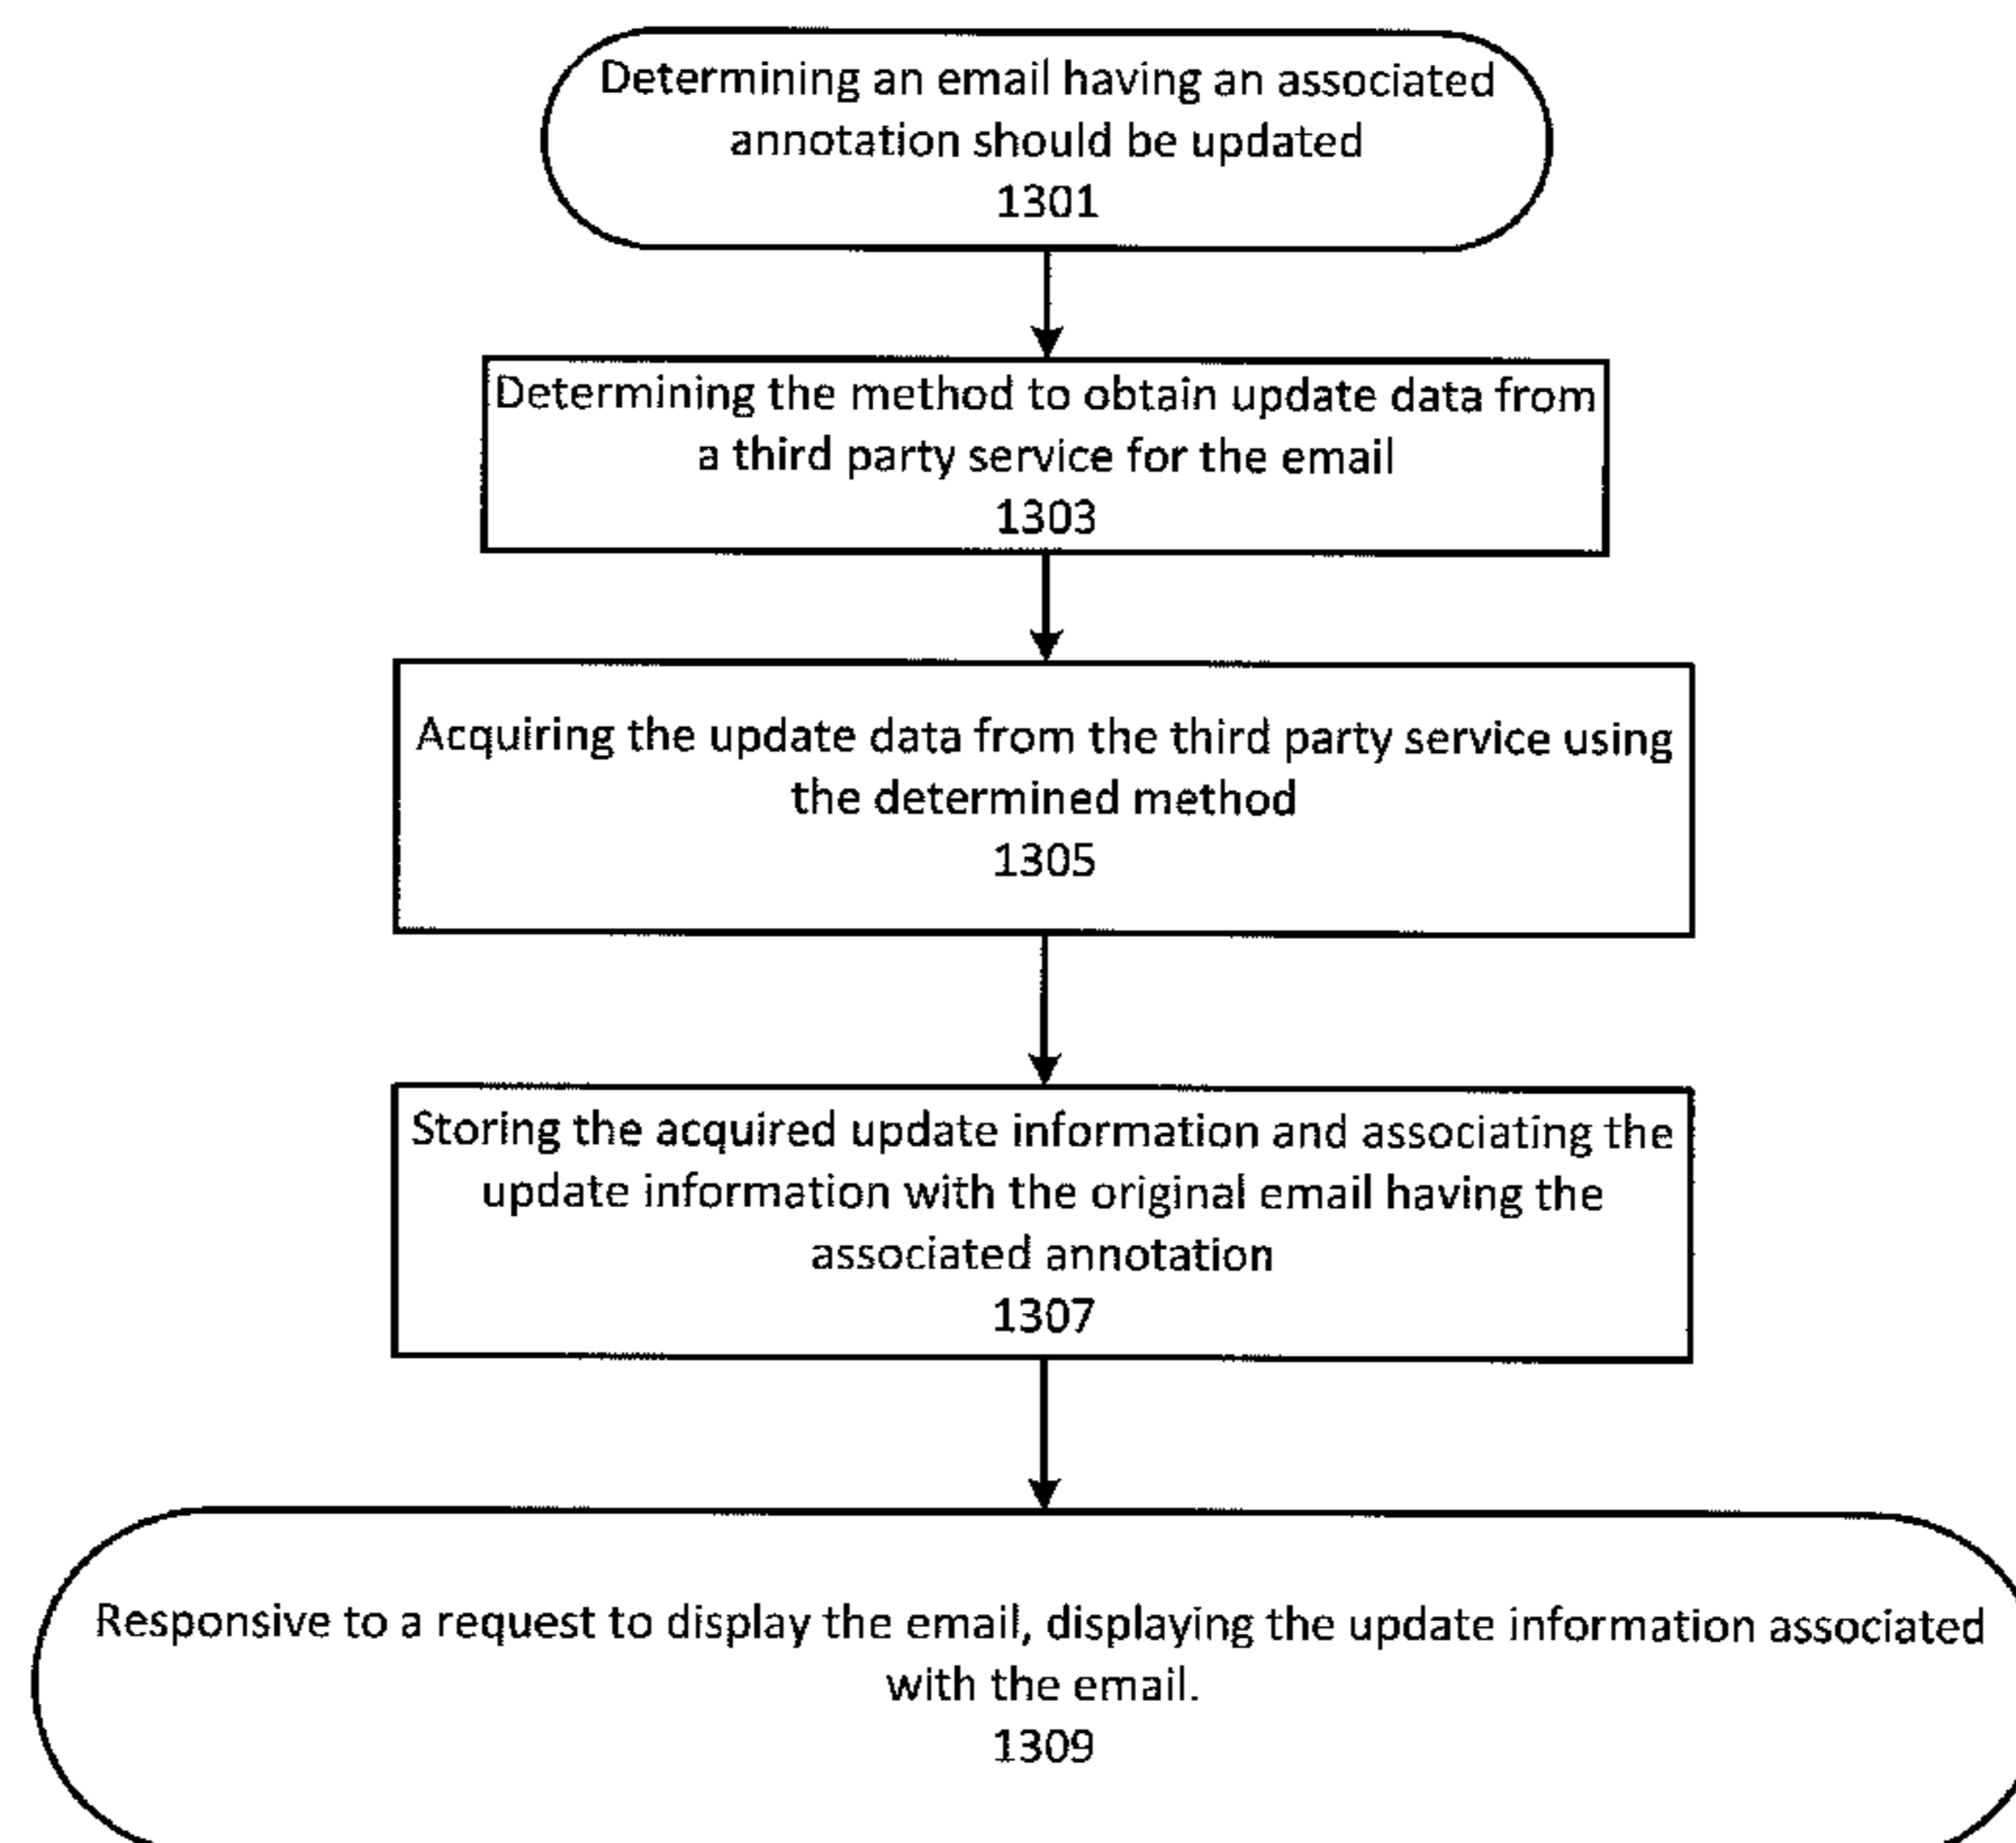 Determining an email having an associated
annotation should be updated
1301
Determining the method to obtain update data from
a third party service for the email
1303
Acquiring the update data from the third party service using
the determined method
1305
Storing the acquired update information and associating the
update information with the original email having the
associated annotation
1307
Responsive to a request to display the email, displaying the update information associated
with the email.
1309